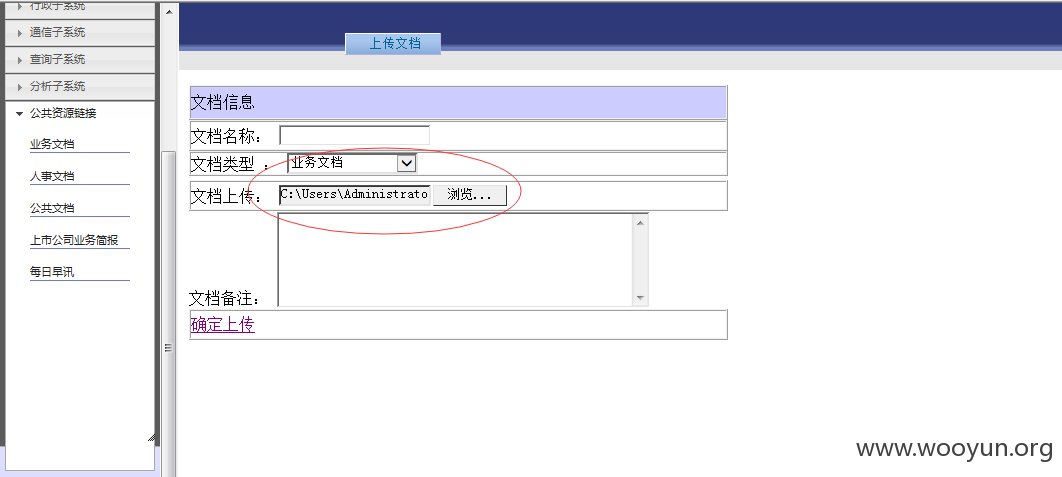 行政子系统
通信子系统
查询子系统
分析子系统
公共资源链接
业务文档
人事文档
公共文档
上市公司业务简报
每日早讯
上传文档
文档信息
文档名称：
文档类型 ： 业务文档
文档上传： C:\Users\Administrato 浏览...
文档备注：
确定上传
www.wooyun.org